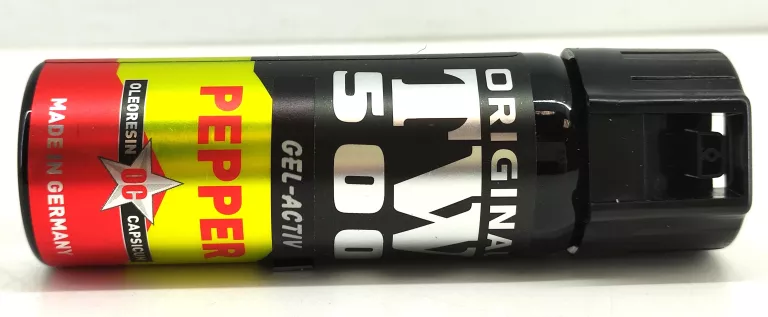 ORIGINAL
TW
500
GEL-ACTIV
PEPPER
OLEORESIN
OC
CAPSICUM
MADE IN GERMANY